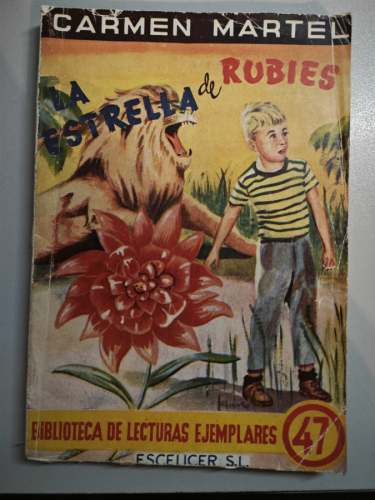 CARMEN MARTEL
LA
ESTRELLA de RUBIES
BIBLIOTECA DE LECTURAS EJEMPLARES 47
ESCELICER S.L.